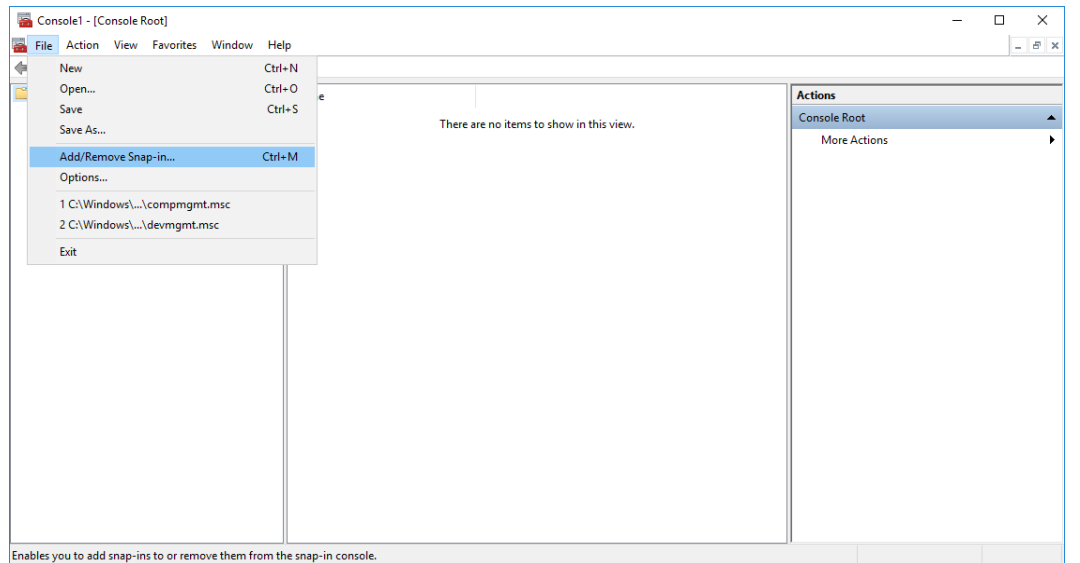 Console1 - [Console Root]
File Action View Favorites Window Help
New Ctrl+N
Open... Ctrl+O
Save Ctrl+S
Save As...
Add/Remove Snap-in... Ctrl+M
Options...
1 C:\Windows\...\compmgmt.msc
2 C:\Windows\...\devmgmt.msc
Exit
e
There are no items to show in this view.
Actions
Console Root
More Actions
Enables you to add snap-ins to or remove them from the snap-in console.